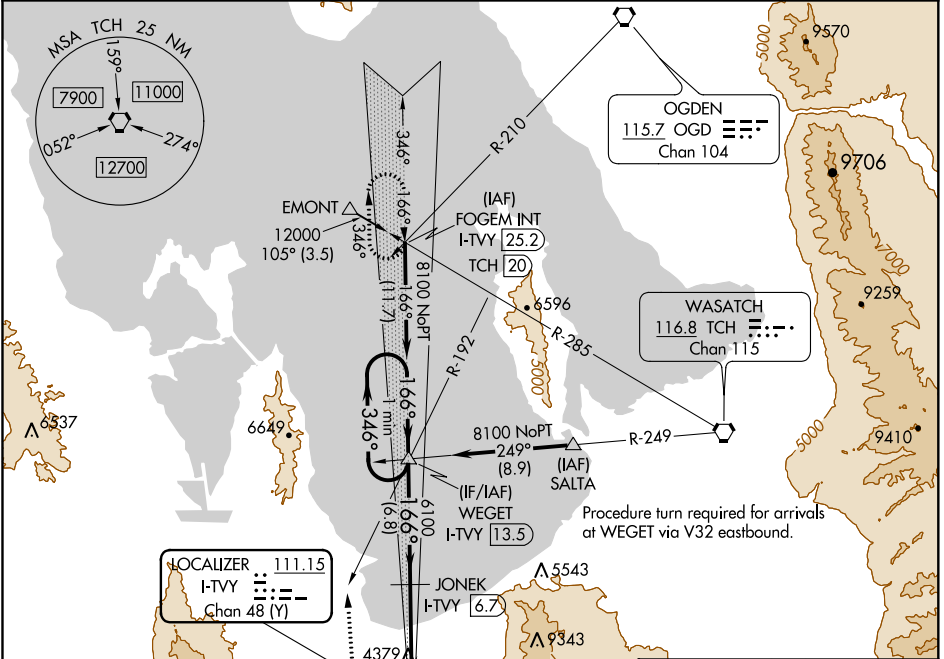 MSA TCH 25 NM
159°
7900
11000
052°
274°
12700
5000
9570
OGDEN
115.7 OGD
Chan 104
R-210
346°
166°
9706
EMONT
12000
105° (3.5)
346°
(IAF)
FOGEM INT
I-TVY 25.2
TCH 20
7000
8100 NoPT
166°
(11.7)
6596
5000
9259
WASATCH
116.8 TCH
Chan 115
R-285
R-192
1 min
346°
166°
6537
6649
8100 NoPT
249°
(8.9)
R-249
(IAF)
SALTA
9410
5000
(IF/IAF)
WEGET
I-TVY 13.5
6100
166°
(6.8)
Procedure turn required for arrivals
at WEGET via V32 eastbound.
LOCALIZER 111.15
I-TVY
Chan 48 (Y)
JONEK
I-TVY 6.7
5543
9343
4379